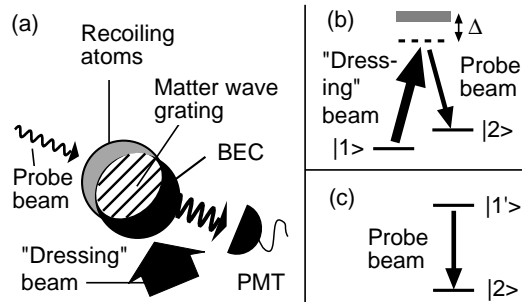 (a)
Recoiling
atoms
Matter wave
grating
BEC
Probe
beam
"Dressing"
beam
PMT
(b)
Δ
"Dress-
ing"
beam
Probe
beam
|1>
|2>
(c)
|1'>
Probe
beam
|2>